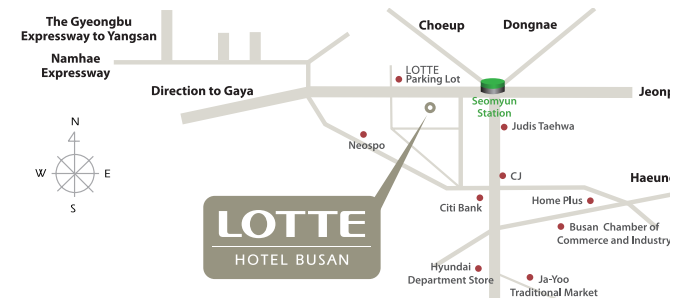 The Gyeongbu
Expressway to Yangsan
Namhae
Expressway
Direction to Gaya
Choeup
Dongnae
LOTTE
Parking Lot
Seomyun
Station
Judis Taehwa
Neospo
N
W
E
S
CJ
Citi Bank
Home Plus
Busan Chamber of
Commerce and Industry
Hyundai
Department Store
Ja-Yoo
Traditional Market
LOTTE
HOTEL BUSAN